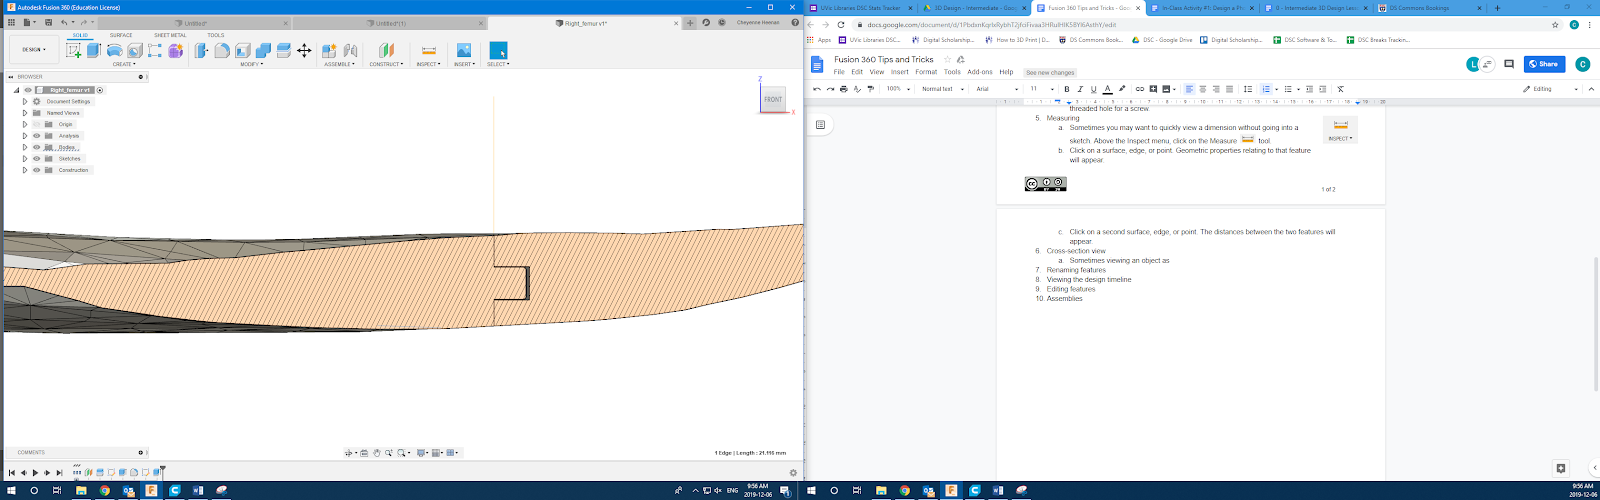 Autodesk Fusion 360 (Education License)
Untitled*
Untitled*(1)
Right_femur v1*
Cheyenne Heenan
DESIGN
SOLID
SURFACE
SHEET METAL
TOOLS
CREATE
MODIFY
ASSEMBLE
CONSTRUCT
INSPECT
INSERT
SELECT
BROWSER
Right_femur v1
Document Settings
Named Views
Origin
Analysis
Bodies
Sketches
Construction
Z
FRONT
X
COMMENTS
1 Edge | Length : 21.116 mm
ENG
9:56 AM
2019-12-06
UVic Libraries DSC Stats Tracker
3D Design - Intermediate - Goog
Fusion 360 Tips and Tricks - Goo
In-Class Activity #1: Design a Ph
9 - Intermediate 3D Design Less
DS Commons Bookings
Apps
UVic Libraries DSC...
Digital Scholarship...
How to 3D Print | D...
DS Commons Book...
DSC - Google Drive
Digital Scholarship...
DSC Software & To...
DSC Breaks Trackin...
Fusion 360 Tips and Tricks
File Edit View Insert Format Tools Add-ons Help See new changes
Share
100% Normal text Arial 11
Editing
threaded hole for a screw.
5. Measuring
a. Sometimes you may want to quickly view a dimension without going into a
sketch. Above the Inspect menu, click on the Measure tool.
INSPECT
b. Click on a surface, edge, or point. Geometric properties relating to that feature
will appear.
1 of 2
c. Click on a second surface, edge, or point. The distances between the two features will
appear.
6. Cross-section view
a. Sometimes viewing an object as
7. Renaming features
8. Viewing the design timeline
9. Editing features
10. Assemblies
9:56 AM
2019-12-06